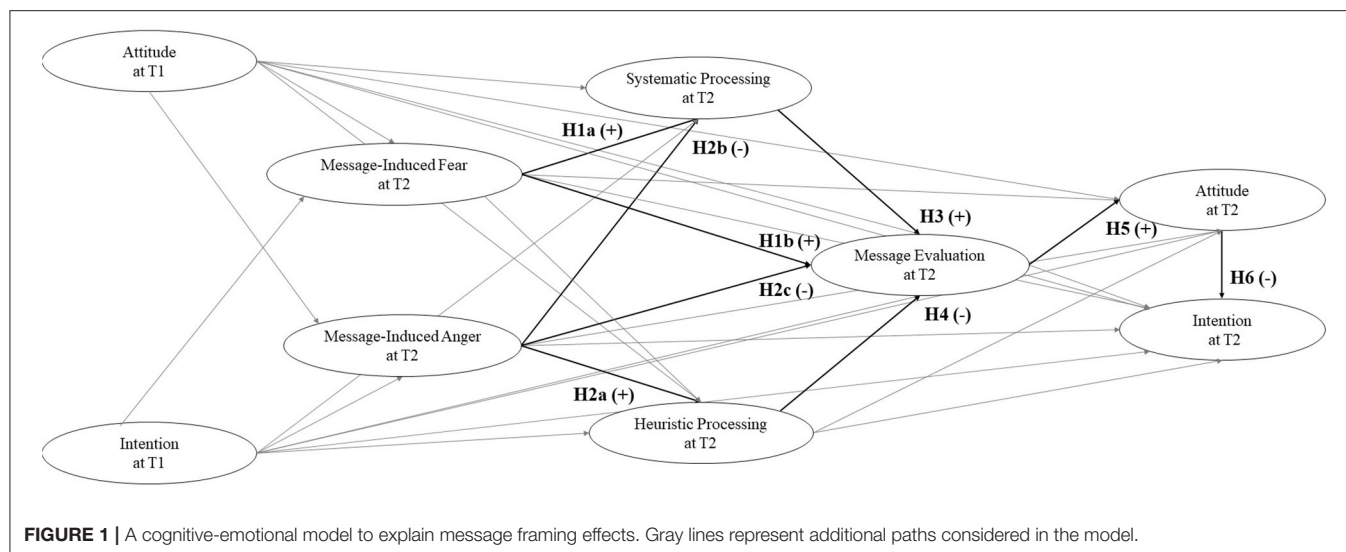 Attitude
at T1
Systematic Processing
at T2
H1a (+)
H2b (-)
Message-Induced Fear
at T2
Attitude
at T2
H3 (+)
H1b (+)
H5 (+)
Message Evaluation
at T2
H2c (-)
H6 (-)
H4 (-)
Intention
at T2
Message-Induced Anger
at T2
H2a (+)
Heuristic Processing
at T2
Intention
at T1
FIGURE 1 | A cognitive-emotional model to explain message framing effects. Gray lines represent additional paths considered in the model.